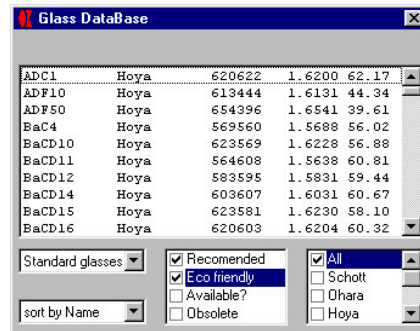 Glass DataBase
ADC1 Hoya 620622 1.6200 62.17
ADF10 Hoya 613444 1.6131 44.34
ADF50 Hoya 654396 1.6541 39.61
BaC4 Hoya 569560 1.5688 56.02
BaCD10 Hoya 623569 1.6228 56.88
BaCD11 Hoya 564608 1.5638 60.81
BaCD12 Hoya 583595 1.5831 59.44
BaCD14 Hoya 603607 1.6031 60.67
BaCD15 Hoya 623581 1.6230 58.10
BaCD16 Hoya 620603 1.6204 60.32
Standard glasses
sort by Name
Recomended
Eco friendly
Available?
Obsolete
All
Schott
Ohara
Hoya